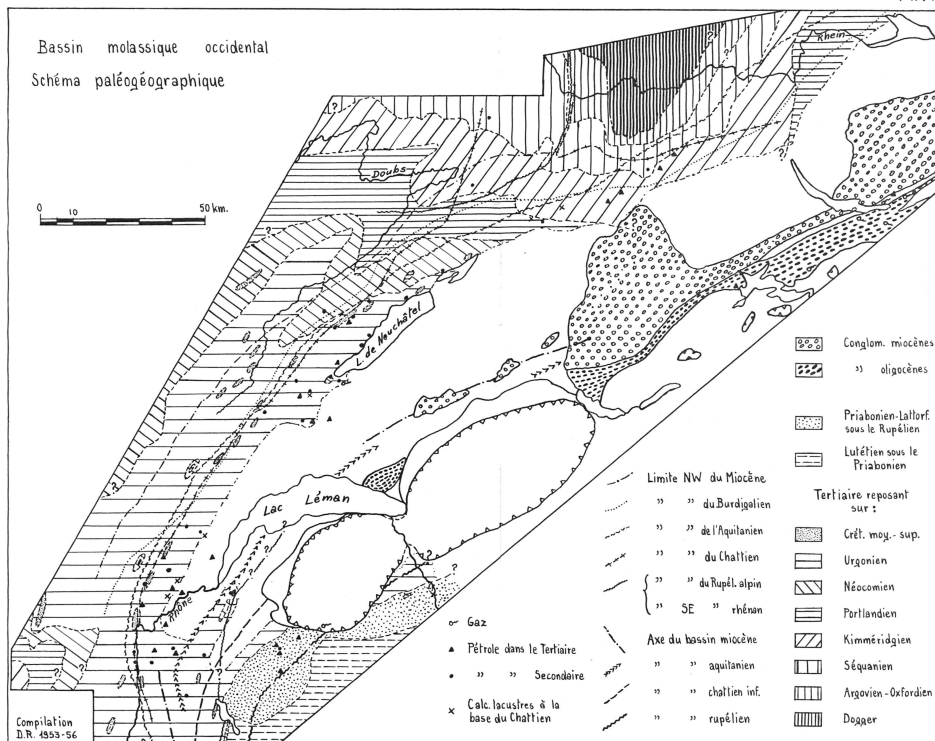 Bassin molassique occidental
Schéma paléogéographique
0 10 50 km.
Rhein
Doubs
L. de Neuchâtel
Lac Léman
Rhône
Conglom. miocènes
" oligocènes
Priabonien-Lattorf.
sous le Rupélien
Lutétien sous le
Priabonien
Tertiaire reposant
sur :
Crét. moy.-sup.
Urgonien
Néocomien
Portlandien
Kimméridgien
Séquanien
Argovien-Oxfordien
Dogger
Limite NW du Miocène
" " du Burdigalien
" " de l'Aquitanien
" " du Chattien
" " du Rupél. alpin
" SE " rhénan
Axe du bassin miocène
" " aquitanien
" " chattien inf.
" " rupélien
Gaz
Pétrole dans le Tertiaire
" " Secondaire
Calc. lacustres à la
base du Chattien
Compilation
D.R. 1953-56